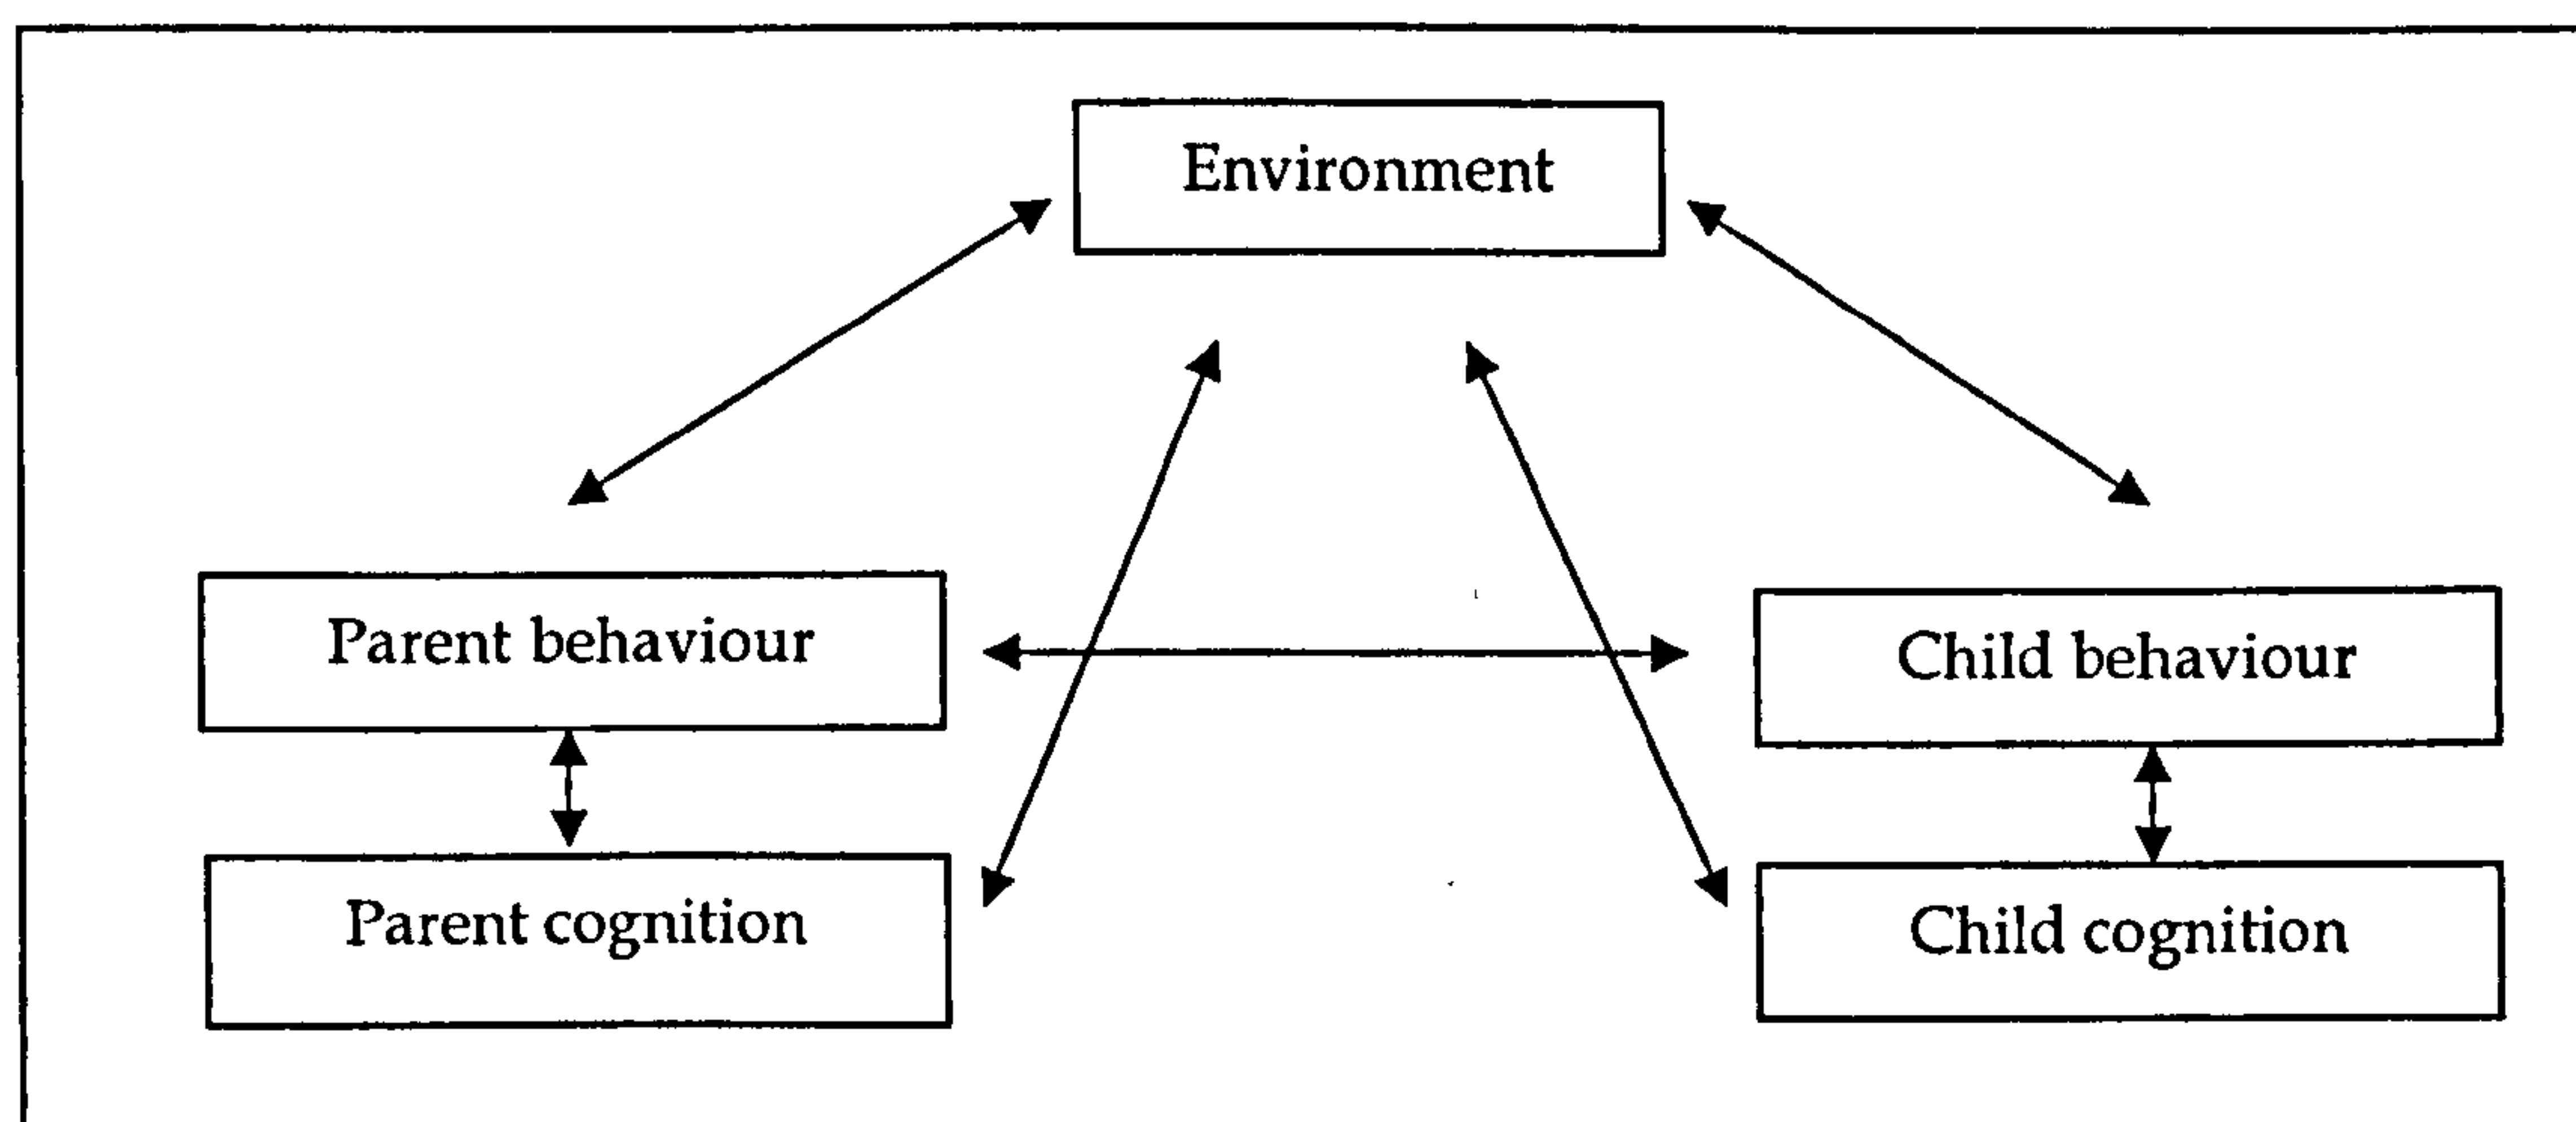 Environment
Parent behaviour
Child behaviour
Parent cognition
Child cognition